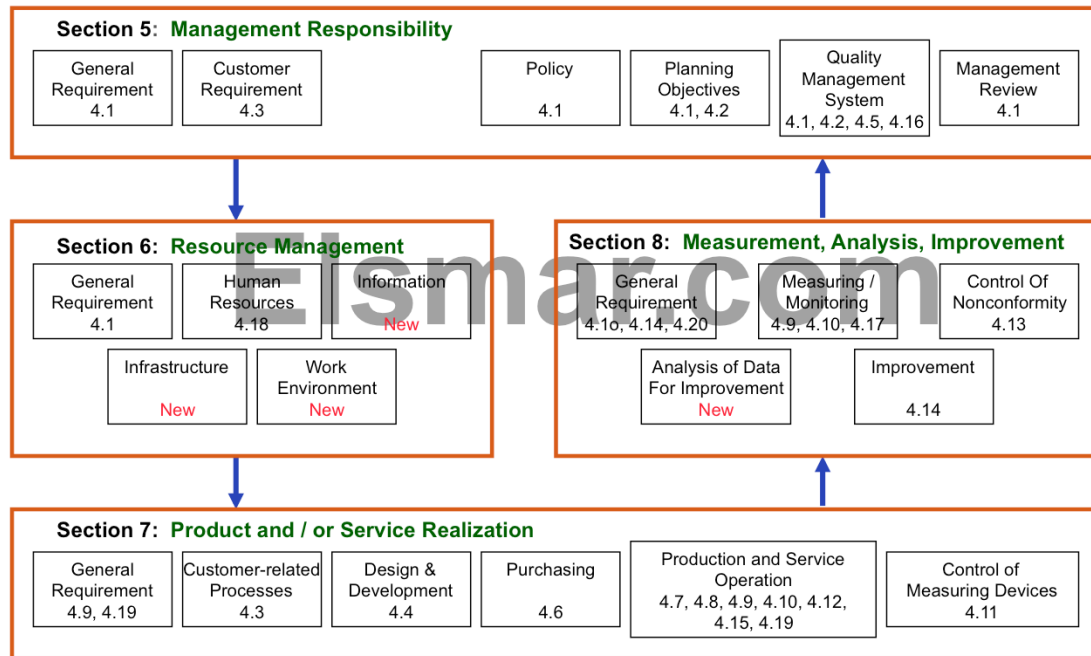 Section 5: Management Responsibility
General
Requirement
4.1
Customer
Requirement
4.3
Policy
4.1
Planning
Objectives
4.1, 4.2
Quality
Management
System
4.1, 4.2, 4.5, 4.16
Management
Review
4.1
Section 6: Resource Management
General
Requirement
4.1
Human
Resources
4.18
Information
New
Infrastructure
New
Work
Environment
New
Section 8: Measurement, Analysis, Improvement
General
Requirement
4.1o, 4.14, 4.20
Measuring /
Monitoring
4.9, 4.10, 4.17
Control Of
Nonconformity
4.13
Analysis of Data
For Improvement
New
Improvement
4.14
Elsmar.com
Section 7: Product and / or Service Realization
General
Requirement
4.9, 4.19
Customer-related
Processes
4.3
Design &
Development
4.4
Purchasing
4.6
Production and Service
Operation
4.7, 4.8, 4.9, 4.10, 4.12,
4.15, 4.19
Control of
Measuring Devices
4.11